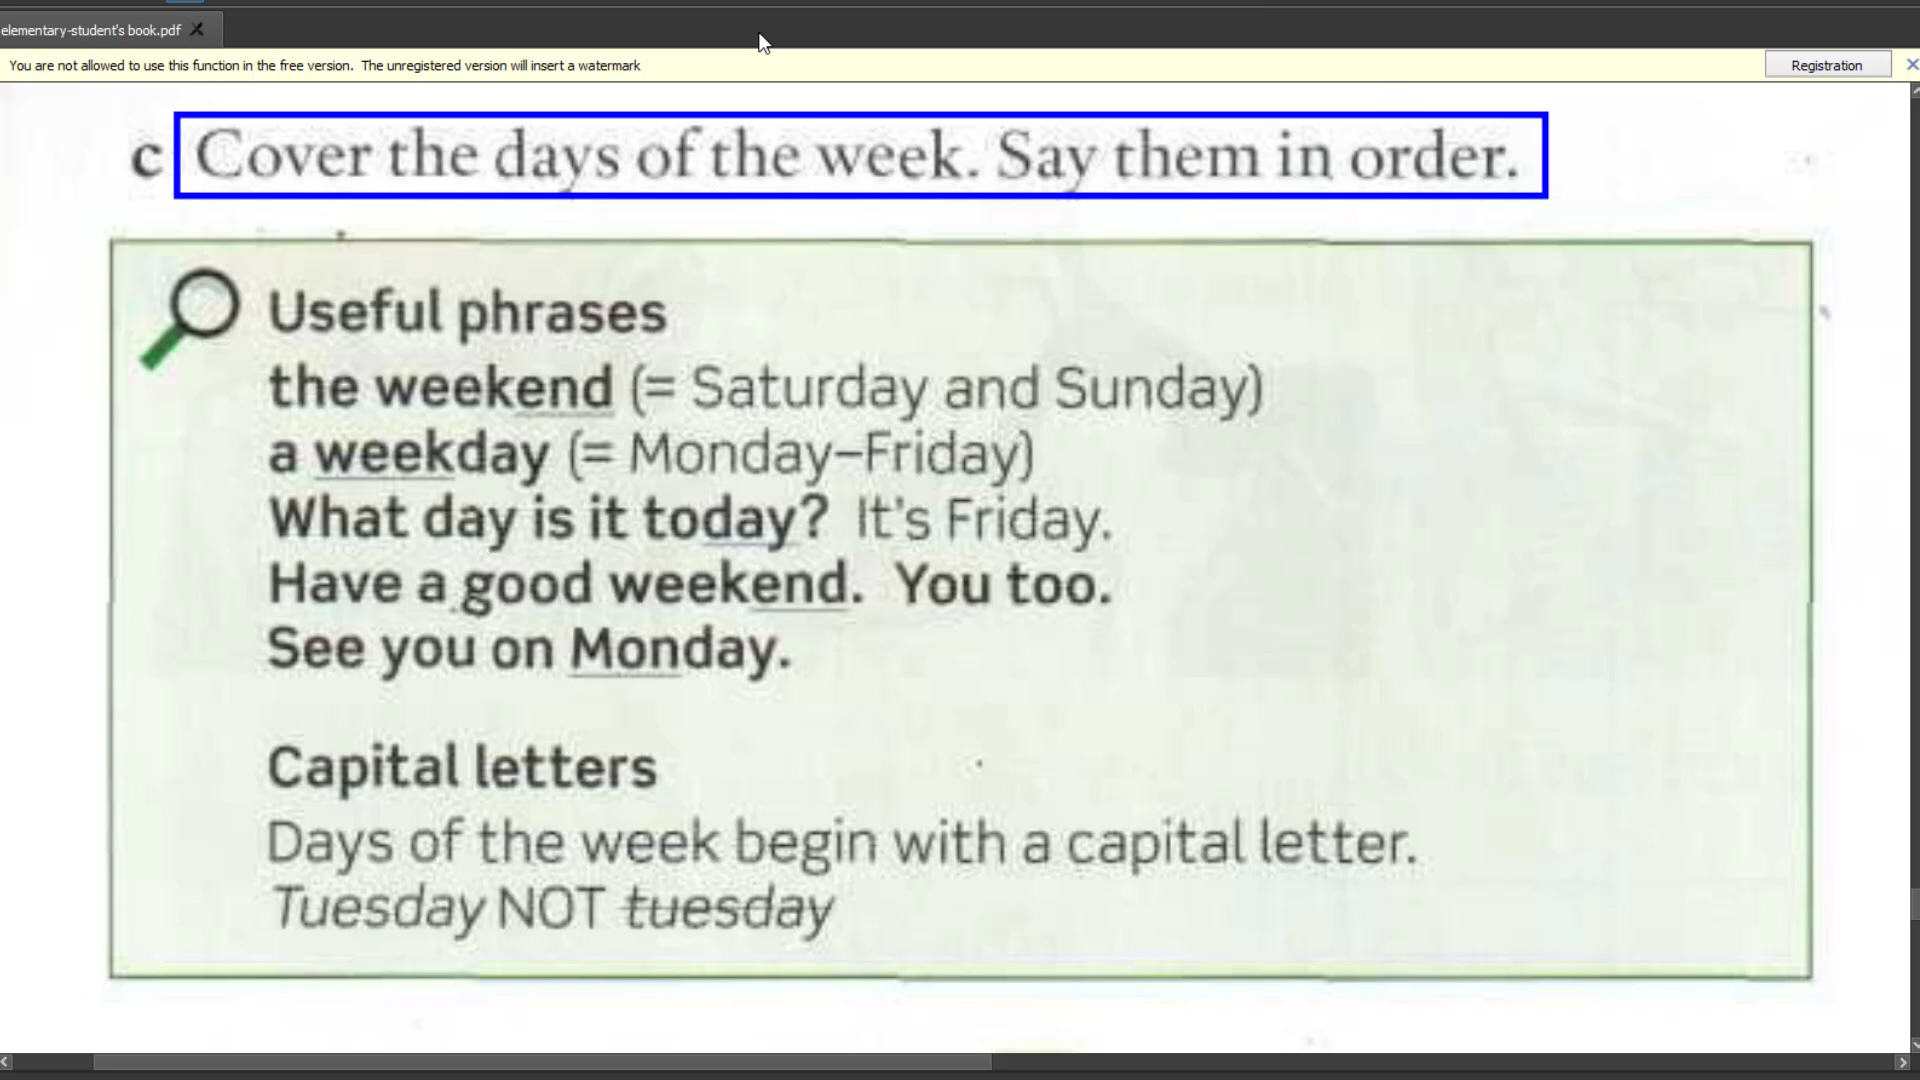 elementary-student's book.pdf
You are not allowed to use this function in the free version. The unregistered version will insert a watermark
Registration
c Cover the days of the week. Say them in order.
Useful phrases
the weekend (= Saturday and Sunday)
a weekday (= Monday–Friday)
What day is it today? It's Friday.
Have a good weekend. You too.
See you on Monday.
Capital letters
Days of the week begin with a capital letter.
Tuesday NOT tuesday